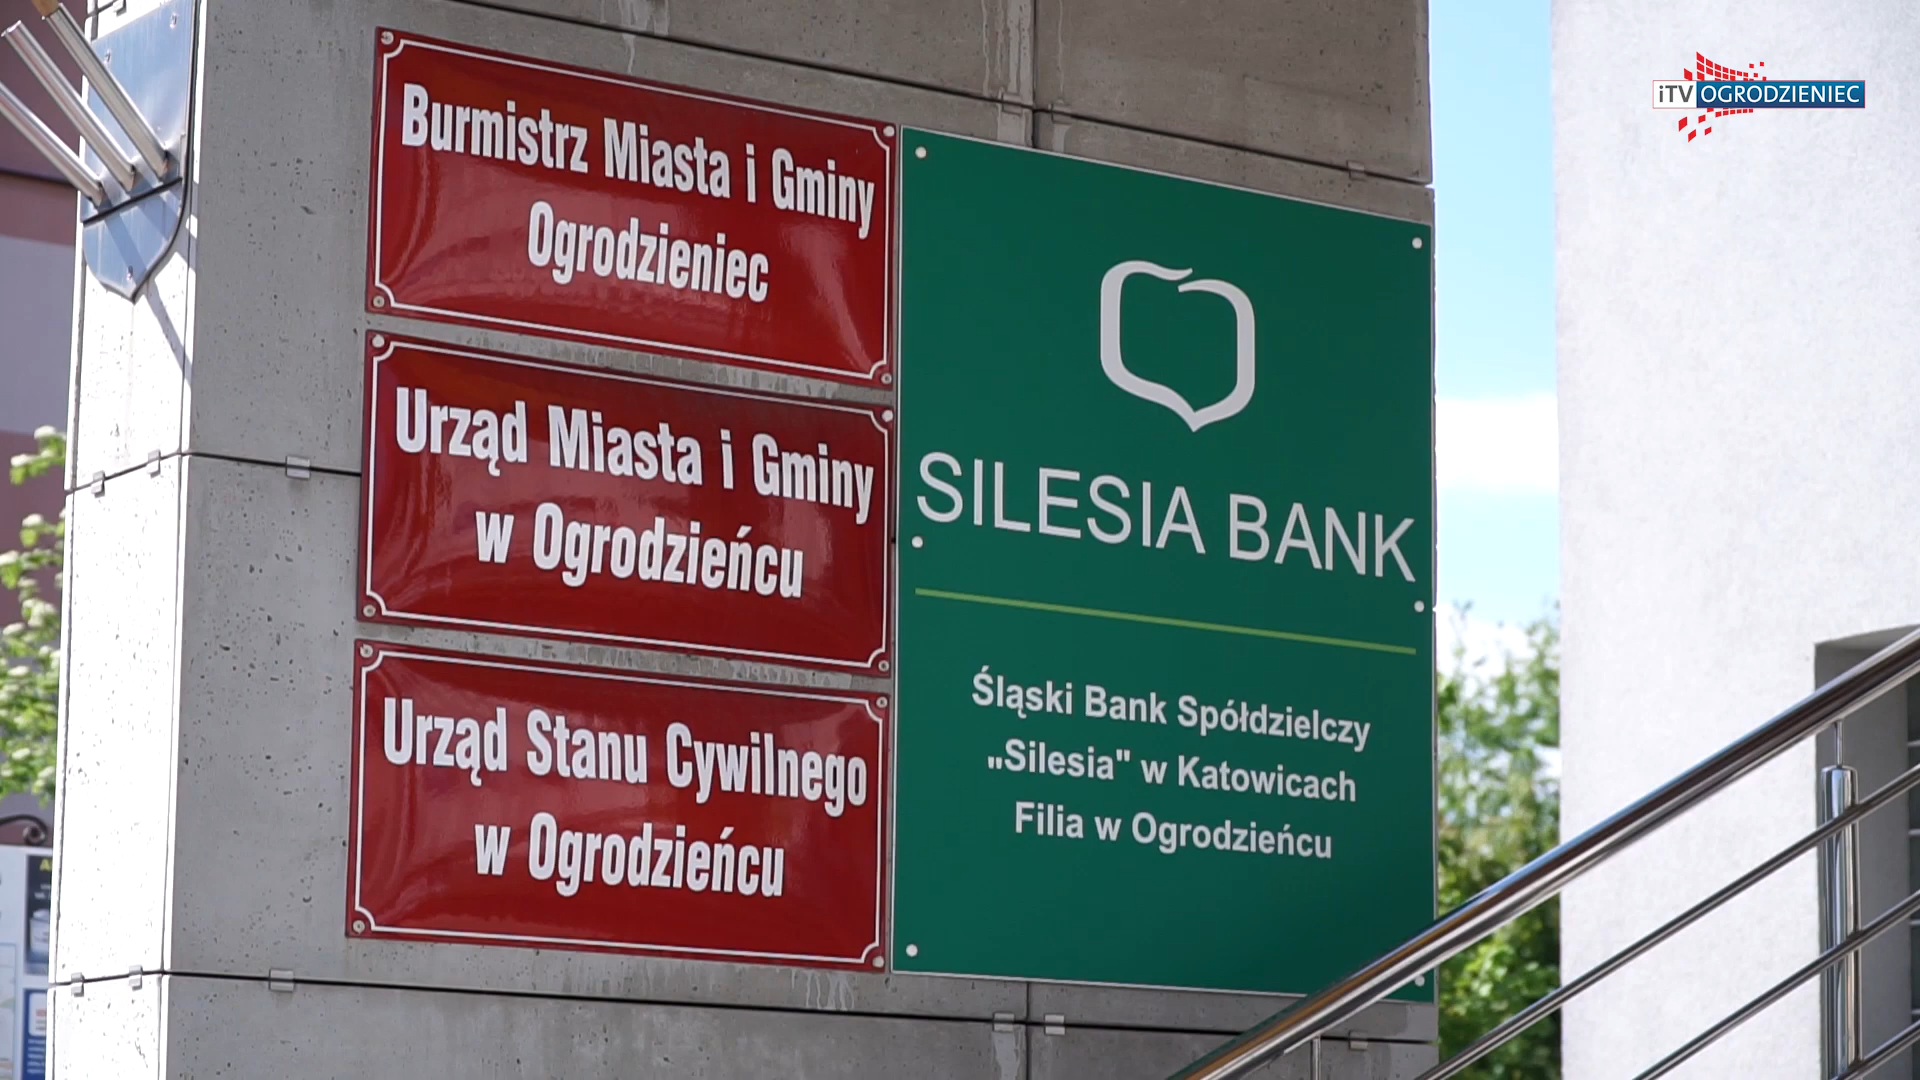 Burmistrz Miasta i Gminy
Ogrodzieniec
Urząd Miasta i Gminy
w Ogrodzieńcu
Urząd Stanu Cywilnego
w Ogrodzieńcu
SILESIA BANK
Śląski Bank Spółdzielczy
„Silesia" w Katowicach
Filia w Ogrodzieńcu
iTV OGRODZIENIEC